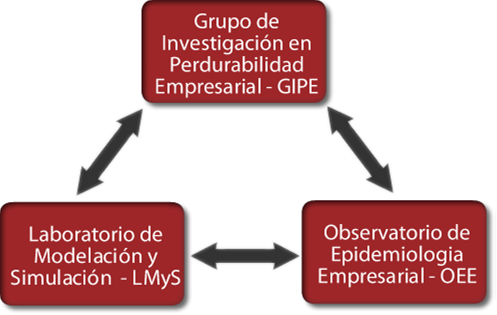 Grupo de
Investigación en
Perdurabilidad
Empresarial - GIPE
Laboratorio de
Modelación y
Simulación - LMyS
Observatorio de
Epidemiologia
Empresarial - OEE